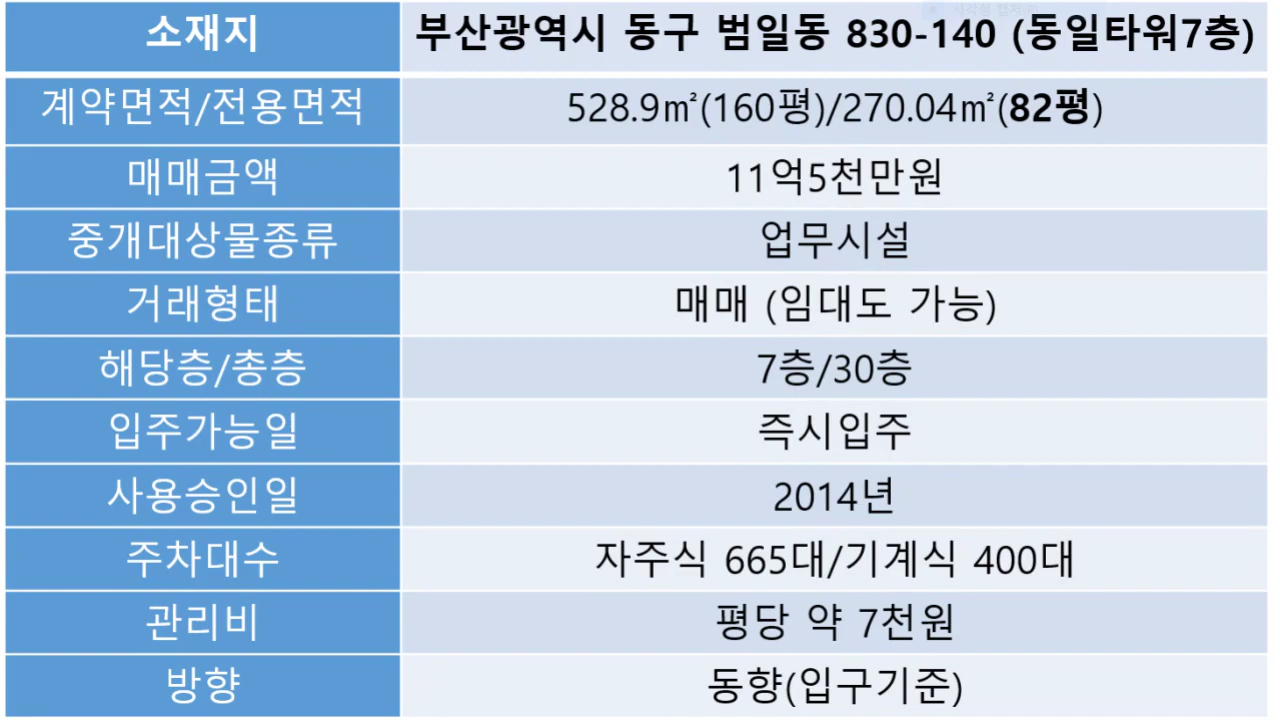 소재지 부산광역시 동구 범일동 830-140 (동일타워7층)
계약면적/전용면적 528.9㎡(160평)/270.04㎡(82평)
매매금액 11억5천만원
중개대상물종류 업무시설
거래형태 매매 (임대도 가능)
해당층/총층 7층/30층
입주가능일 즉시입주
사용승인일 2014년
주차대수 자주식 665대/기계식 400대
관리비 평당 약 7천원
방향 동향(입구기준)